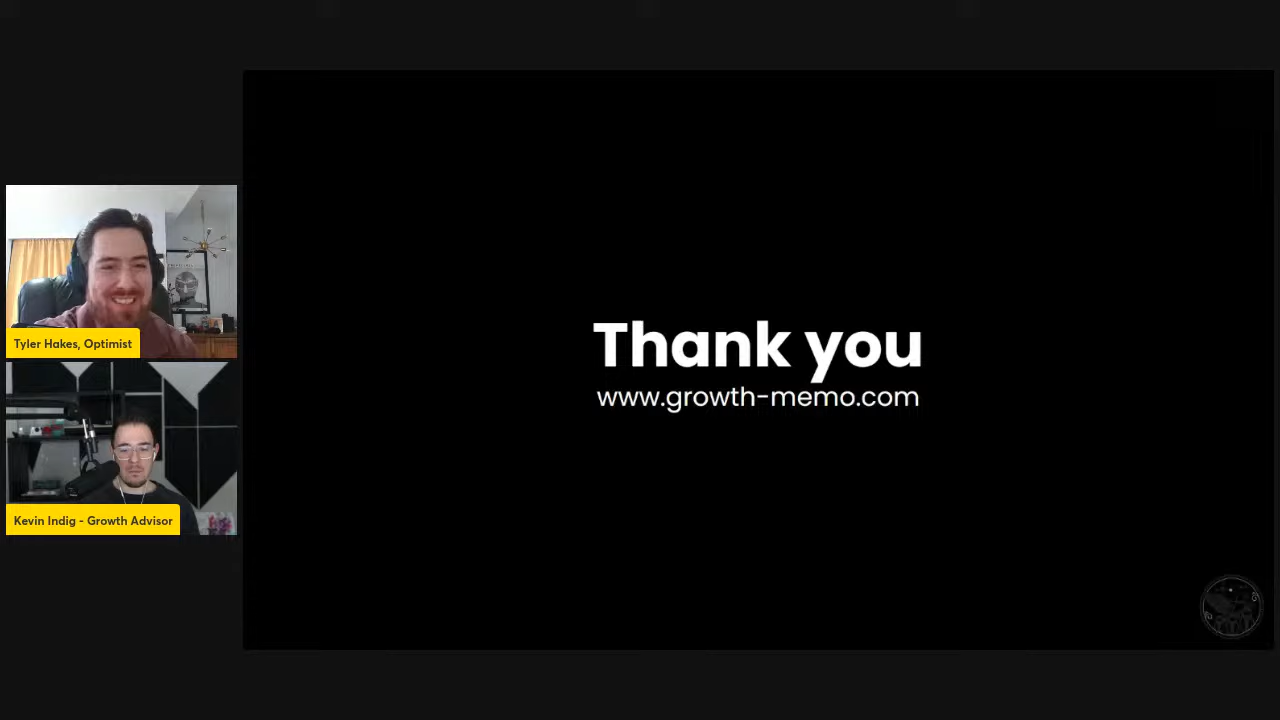 Tyler Hakes, Optimist
Kevin Indig - Growth Advisor
Thank you
www.growth-memo.com